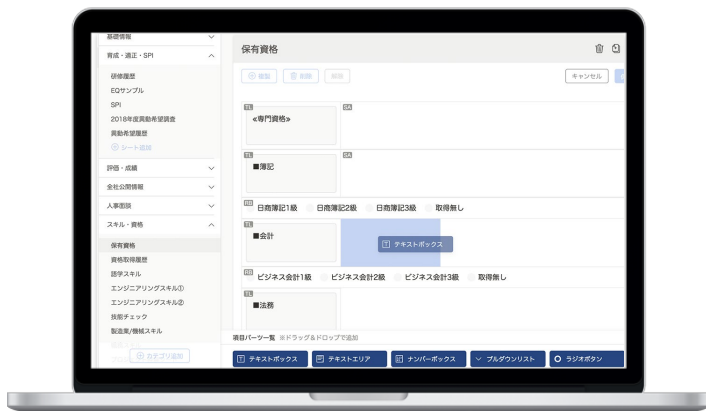 基礎情報
育成・適正・SPI
研修履歴
EQサンプル
SPI
2018年度異動希望調査
異動希望履歴
シート追加
評価・成績
全社公開情報
人事面談
スキル・資格
保有資格
資格取得履歴
語学スキル
エンジニアリングスキル①
エンジニアリングスキル②
技能チェック
製造業/機械スキル
カテゴリ追加
保有資格
複製 削除 解除 キャンセル
TL SA
≪専門資格≫
TL SA
■簿記
RB 日商簿記1級 日商簿記2級 日商簿記3級 取得無し
TL
■会計
T テキストボックス
RB ビジネス会計1級 ビジネス会計2級 ビジネス会計3級 取得無し
TL
■法務
項目パーツ一覧 ※ドラッグ&ドロップで追加
T テキストボックス テキストエリア ナンバーボックス プルダウンリスト ラジオボタン